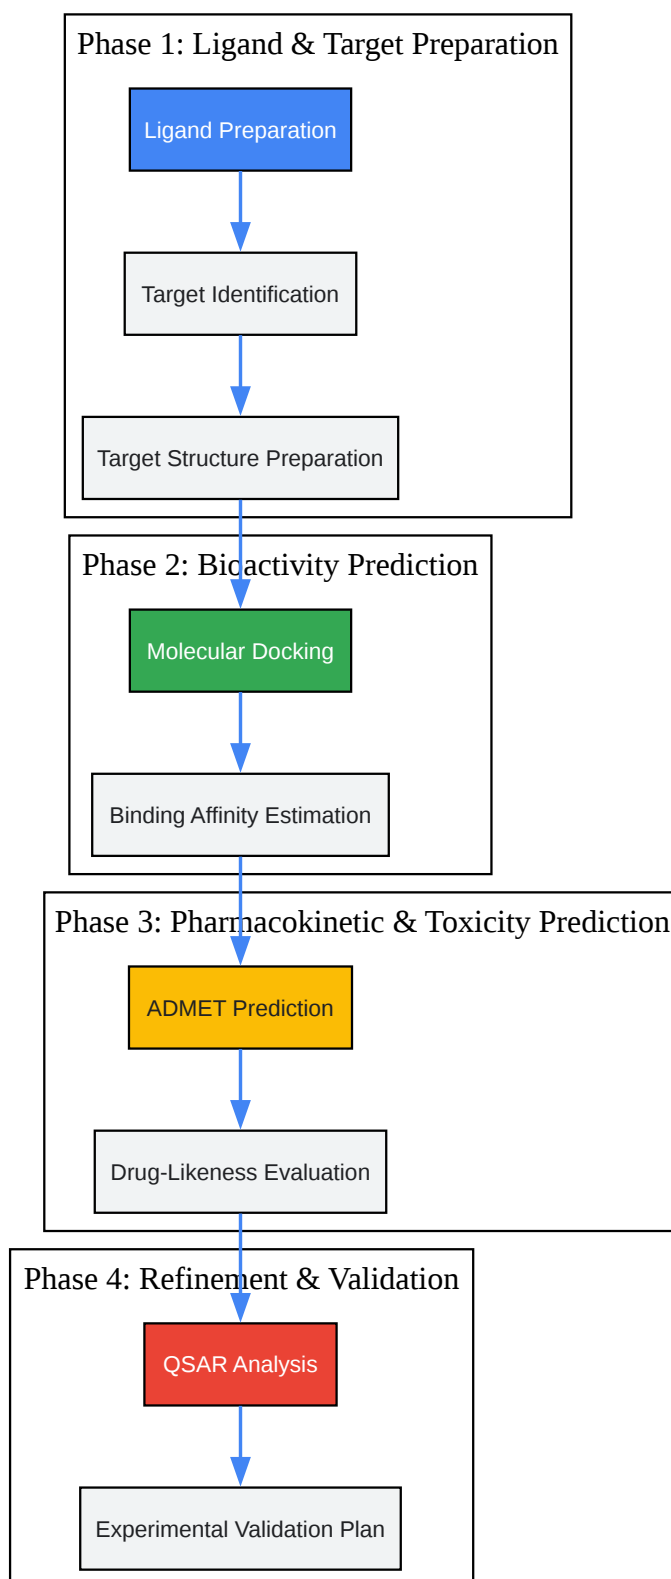 Phase 1: Ligand & Target Preparation
Ligand Preparation
Target Identification
Target Structure Preparation
Phase 2: Bioactivity Prediction
Molecular Docking
Binding Affinity Estimation
Phase 3: Pharmacokinetic & Toxicity Prediction
ADMET Prediction
Drug-Likeness Evaluation
Phase 4: Refinement & Validation
QSAR Analysis
Experimental Validation Plan